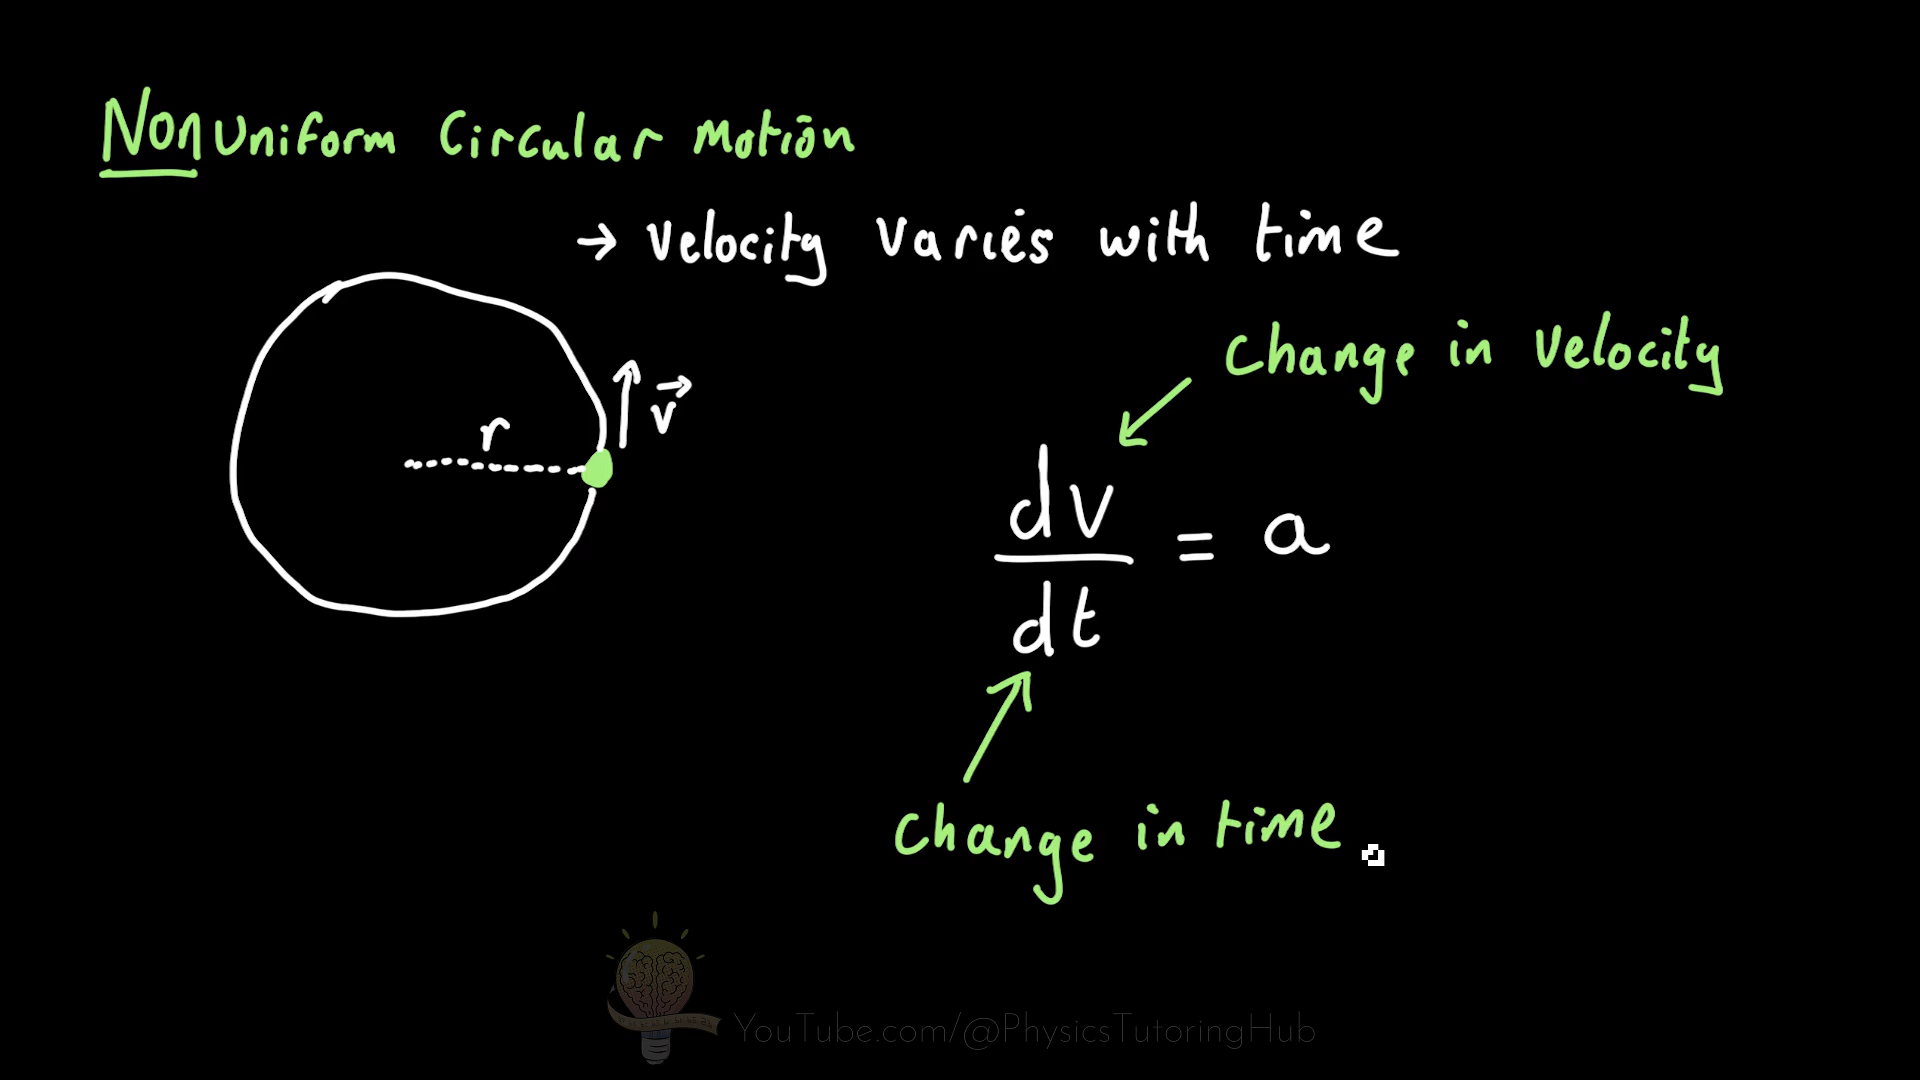 Non Uniform Circular Motion
→ Velocity varies with time
Change in velocity
r
v⃗
dv
dt
= a
Change in time
YouTube.com/@PhysicsTutoringHub